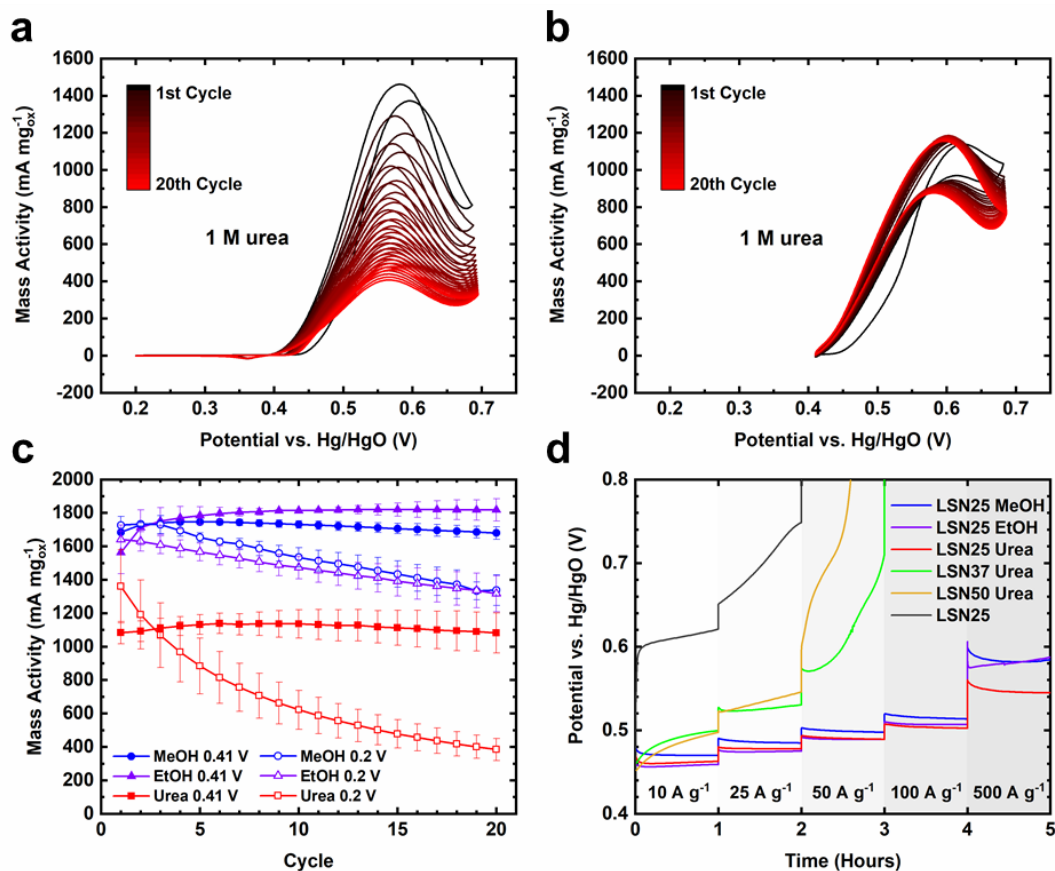 a
1600
1400
1200
1000
800
600
400
200
0
-200
Mass Activity (mA mg⁻¹ₒₓ)
1st Cycle
20th Cycle
1 M urea
0.2 0.3 0.4 0.5 0.6 0.7
Potential vs. Hg/HgO (V)
b
1600
1400
1200
1000
800
600
400
200
0
-200
Mass Activity (mA mg⁻¹ₒₓ)
1st Cycle
20th Cycle
1 M urea
0.2 0.3 0.4 0.5 0.6 0.7
Potential vs. Hg/HgO (V)
c
2000
1800
1600
1400
1200
1000
800
600
400
200
0
Mass Activity (mA mg⁻¹ₒₓ)
MeOH 0.41 V MeOH 0.2 V
EtOH 0.41 V EtOH 0.2 V
Urea 0.41 V Urea 0.2 V
0 5 10 15 20
Cycle
d
0.8
0.7
0.6
0.5
0.4
Potential vs. Hg/HgO (V)
LSN25 MeOH
LSN25 EtOH
LSN25 Urea
LSN37 Urea
LSN50 Urea
LSN25
10 A g⁻¹ 25 A g⁻¹ 50 A g⁻¹ 100 A g⁻¹ 500 A g⁻¹
0 1 2 3 4 5
Time (Hours)